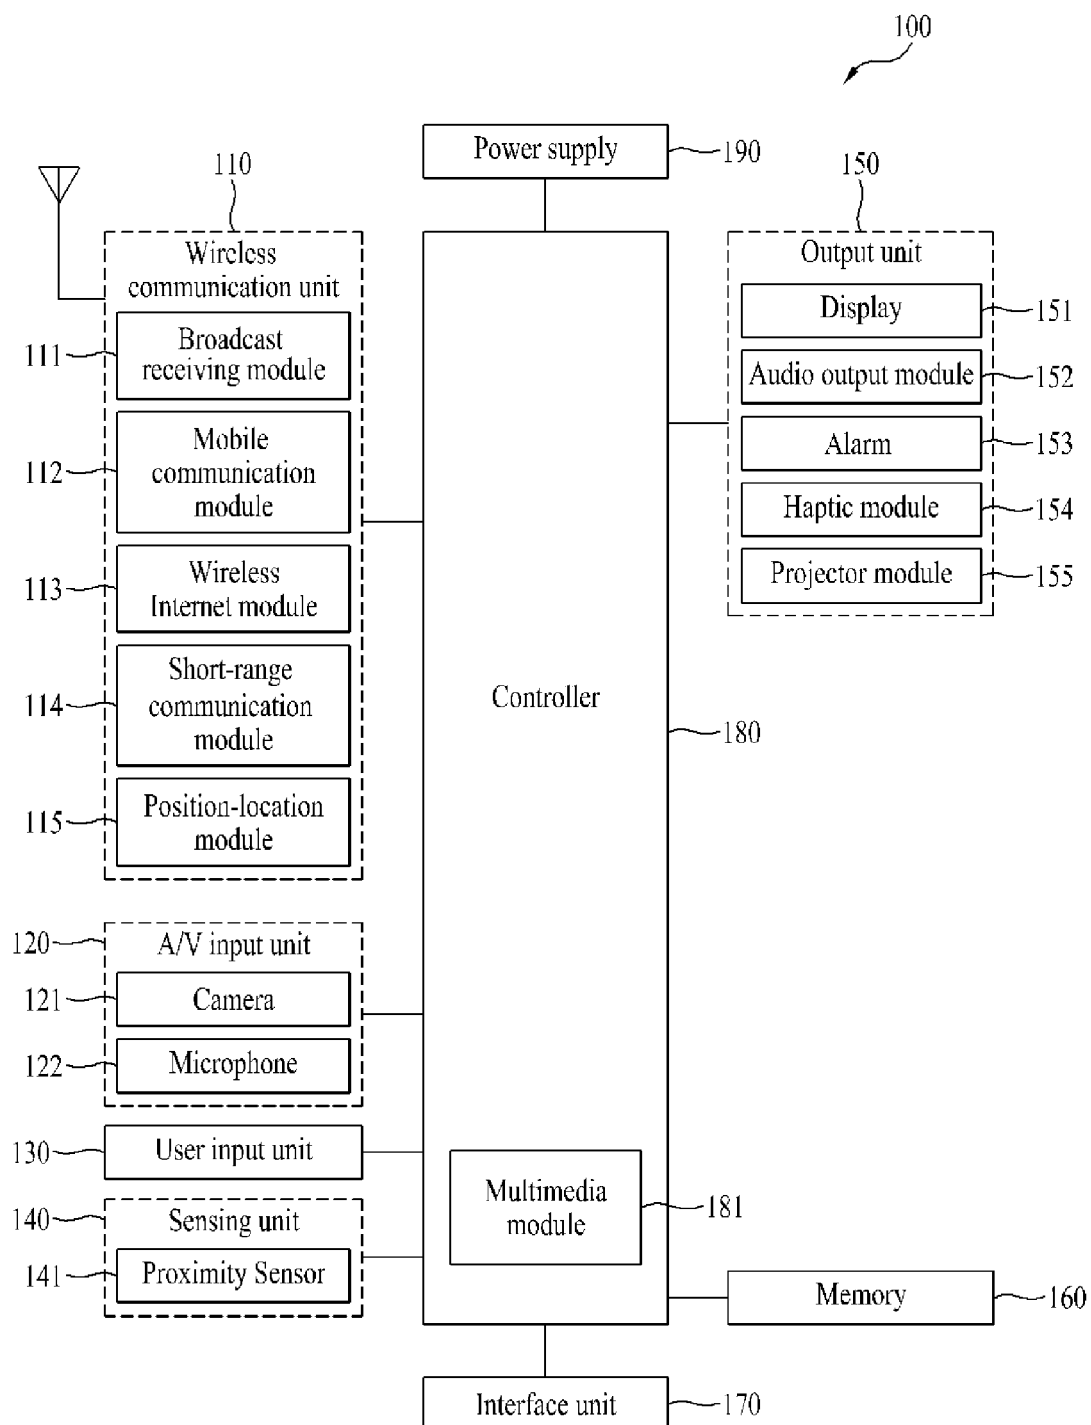 100
Power supply
190
110
Wireless
communication unit
111
Broadcast
receiving module
112
Mobile
communication
module
113
Wireless
Internet module
114
Short-range
communication
module
115
Position-location
module
120
A/V input unit
121
Camera
122
Microphone
130
User input unit
140
Sensing unit
141
Proximity Sensor
Controller
180
Multimedia
module
181
150
Output unit
Display
151
Audio output module
152
Alarm
153
Haptic module
154
Projector module
155
Memory
160
Interface unit
170